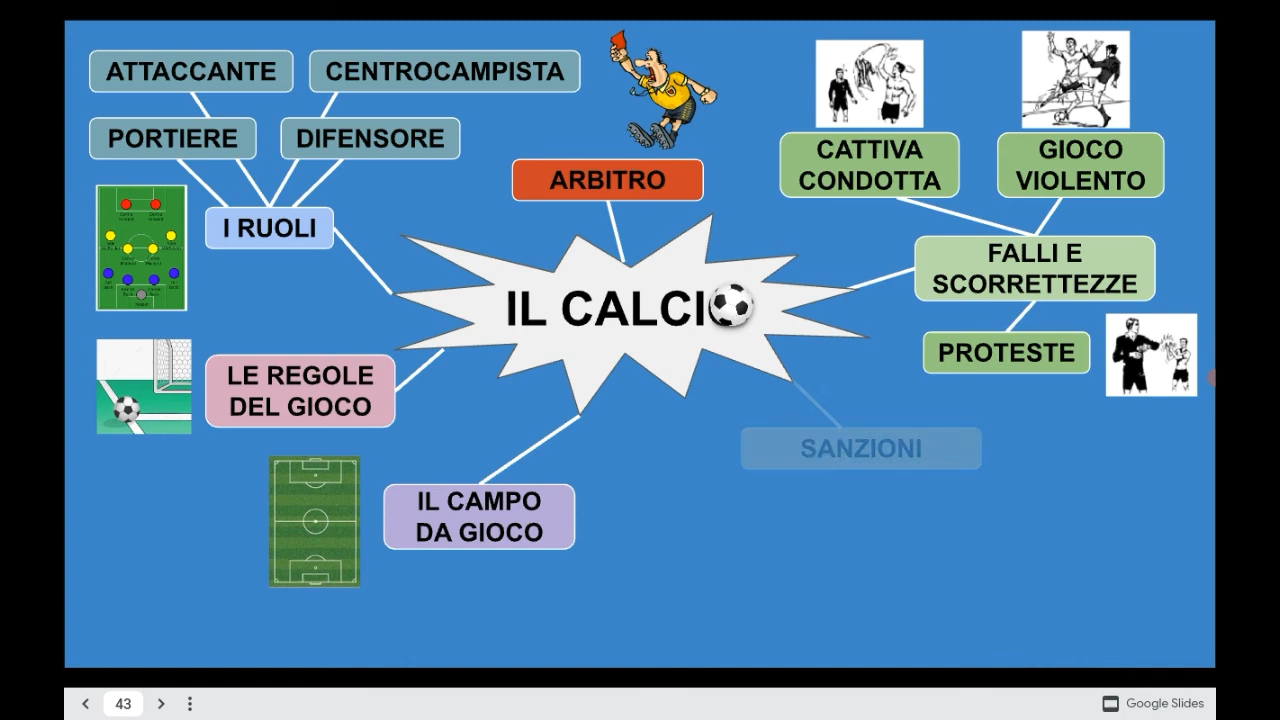 ATTACCANTE
CENTROCAMPISTA
PORTIERE
DIFENSORE
I RUOLI
ARBITRO
CATTIVA
CONDOTTA
GIOCO
VIOLENTO
FALLI E
SCORRETTEZZE
PROTESTE
IL CALCI
LE REGOLE
DEL GIOCO
SANZIONI
IL CAMPO
DA GIOCO
43
Google Slides